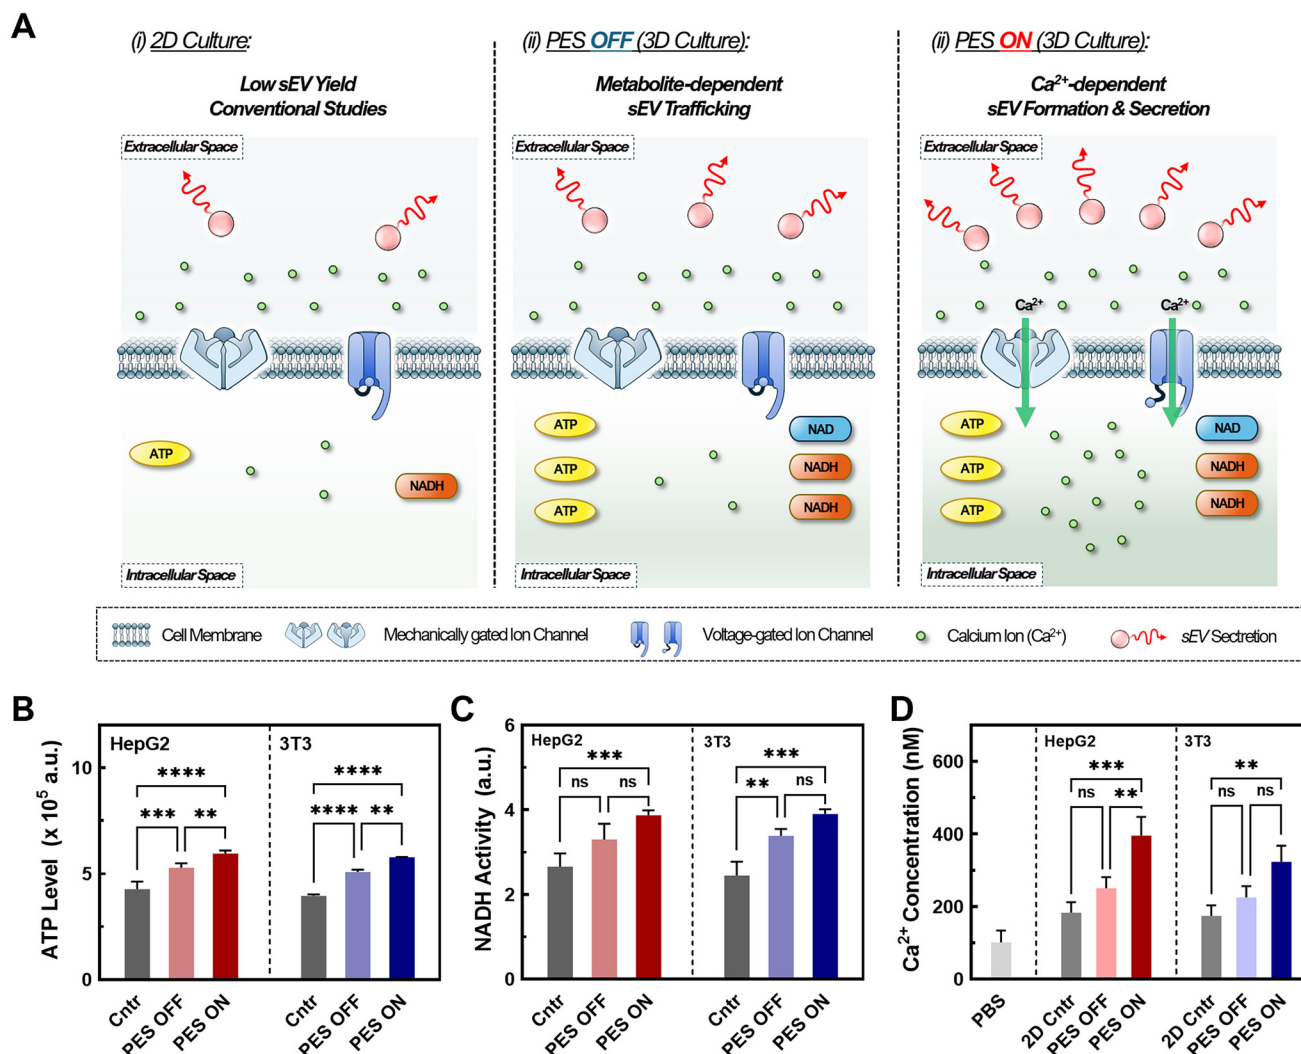 A
(i) 2D Culture:
Low sEV Yield
Conventional Studies
Extracellular Space
ATP
NADH
Intracellular Space
(ii) PES OFF (3D Culture):
Metabolite-dependent
sEV Trafficking
Extracellular Space
ATP
ATP
ATP
NAD
NADH
NADH
Intracellular Space
(ii) PES ON (3D Culture):
Ca²⁺-dependent
sEV Formation & Secretion
Extracellular Space
Ca²⁺
Ca²⁺
ATP
ATP
ATP
NAD
NADH
NADH
Intracellular Space
Cell Membrane
Mechanically gated Ion Channel
Voltage-gated Ion Channel
Calcium Ion (Ca²⁺)
sEV Sectretion
B
ATP Level (x 10⁵ a.u.)
10
5
0
HepG2
****
***
**
3T3
****
****
**
Cntr
PES OFF
PES ON
Cntr
PES OFF
PES ON
C
NADH Activity (a.u.)
6
4
2
0
HepG2
***
ns
ns
3T3
***
**
ns
Cntr
PES OFF
PES ON
Cntr
PES OFF
PES ON
D
Ca²⁺ Concentration (nM)
600
400
200
0
HepG2
***
ns
**
3T3
**
ns
ns
PBS
2D Cntr
PES OFF
PES ON
2D Cntr
PES OFF
PES ON